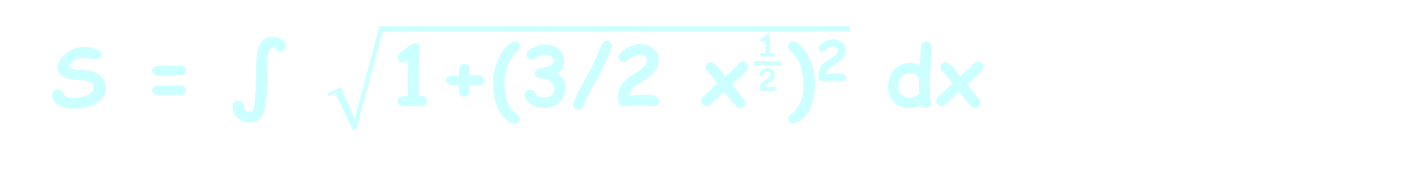 S = ∫ √1+(3/2 x^½)² dx